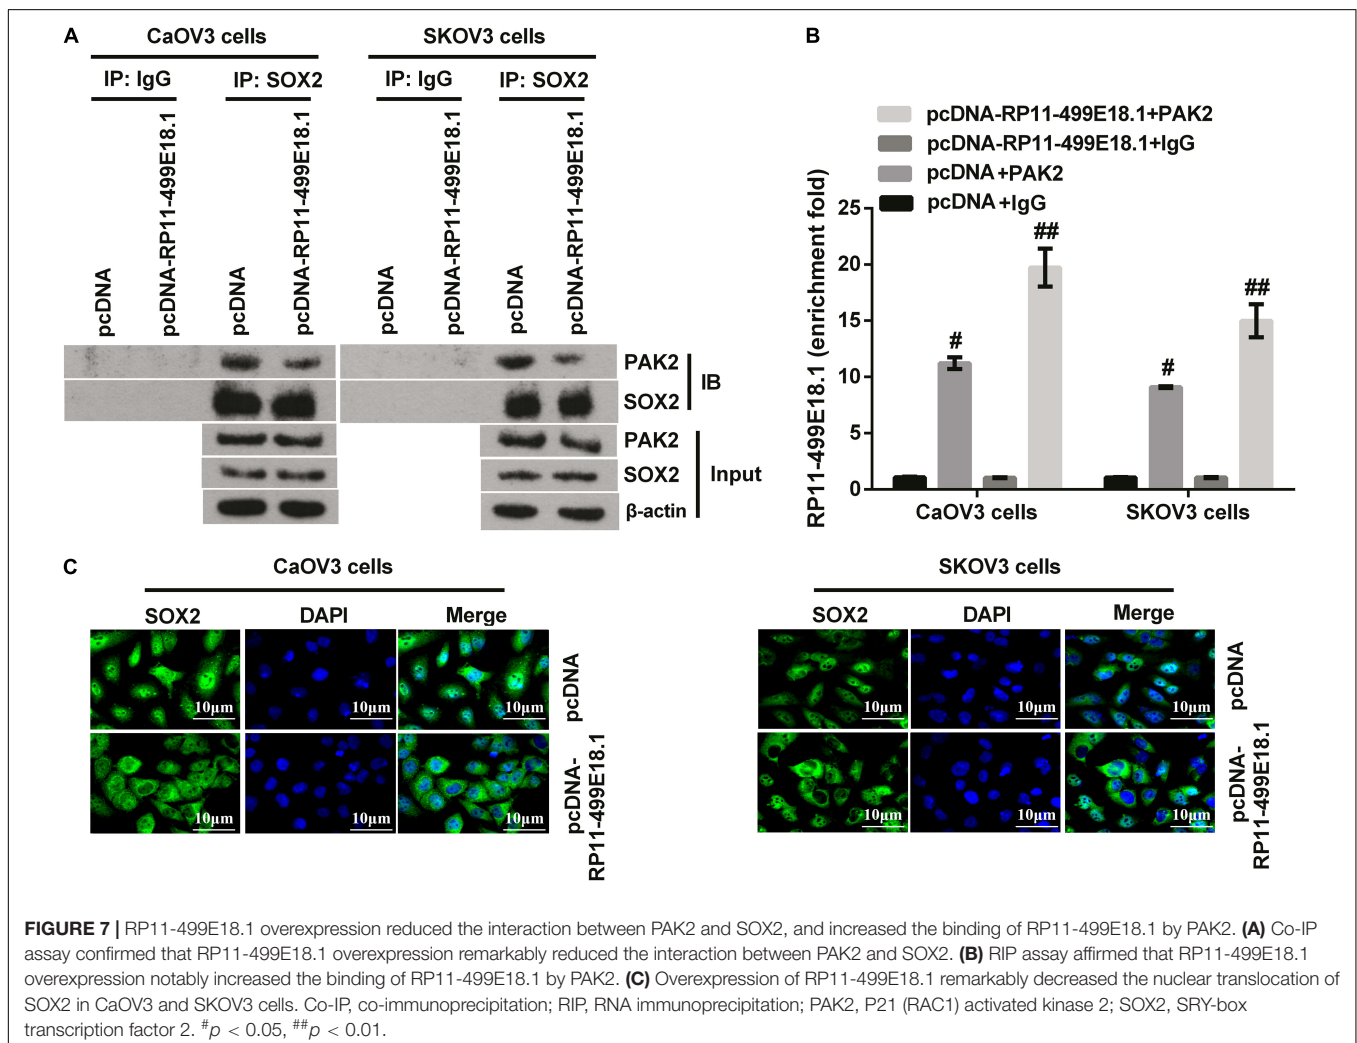 A
CaOV3 cells
SKOV3 cells
IP: IgG
IP: SOX2
IP: IgG
IP: SOX2
pcDNA
pcDNA-RP11-499E18.1
pcDNA
pcDNA-RP11-499E18.1
pcDNA
pcDNA-RP11-499E18.1
pcDNA
pcDNA-RP11-499E18.1
PAK2
SOX2
IB
PAK2
SOX2
β-actin
Input
B
pcDNA-RP11-499E18.1+PAK2
pcDNA-RP11-499E18.1+IgG
pcDNA+PAK2
pcDNA+IgG
RP11-499E18.1 (enrichment fold)
25
20
15
10
5
0
#
##
#
##
CaOV3 cells
SKOV3 cells
C
CaOV3 cells
SOX2 DAPI Merge
10μm 10μm 10μm
pcDNA
10μm 10μm 10μm
pcDNA-
RP11-499E18.1
SKOV3 cells
SOX2 DAPI Merge
10μm 10μm 10μm
pcDNA
10μm 10μm 10μm
pcDNA-
RP11-499E18.1
FIGURE 7 | RP11-499E18.1 overexpression reduced the interaction between PAK2 and SOX2, and increased the binding of RP11-499E18.1 by PAK2. (A) Co-IP
assay confirmed that RP11-499E18.1 overexpression remarkably reduced the interaction between PAK2 and SOX2. (B) RIP assay affirmed that RP11-499E18.1
overexpression notably increased the binding of RP11-499E18.1 by PAK2. (C) Overexpression of RP11-499E18.1 remarkably decreased the nuclear translocation of
SOX2 in CaOV3 and SKOV3 cells. Co-IP, co-immunoprecipitation; RIP, RNA immunoprecipitation; PAK2, P21 (RAC1) activated kinase 2; SOX2, SRY-box
transcription factor 2. #p < 0.05, ##p < 0.01.